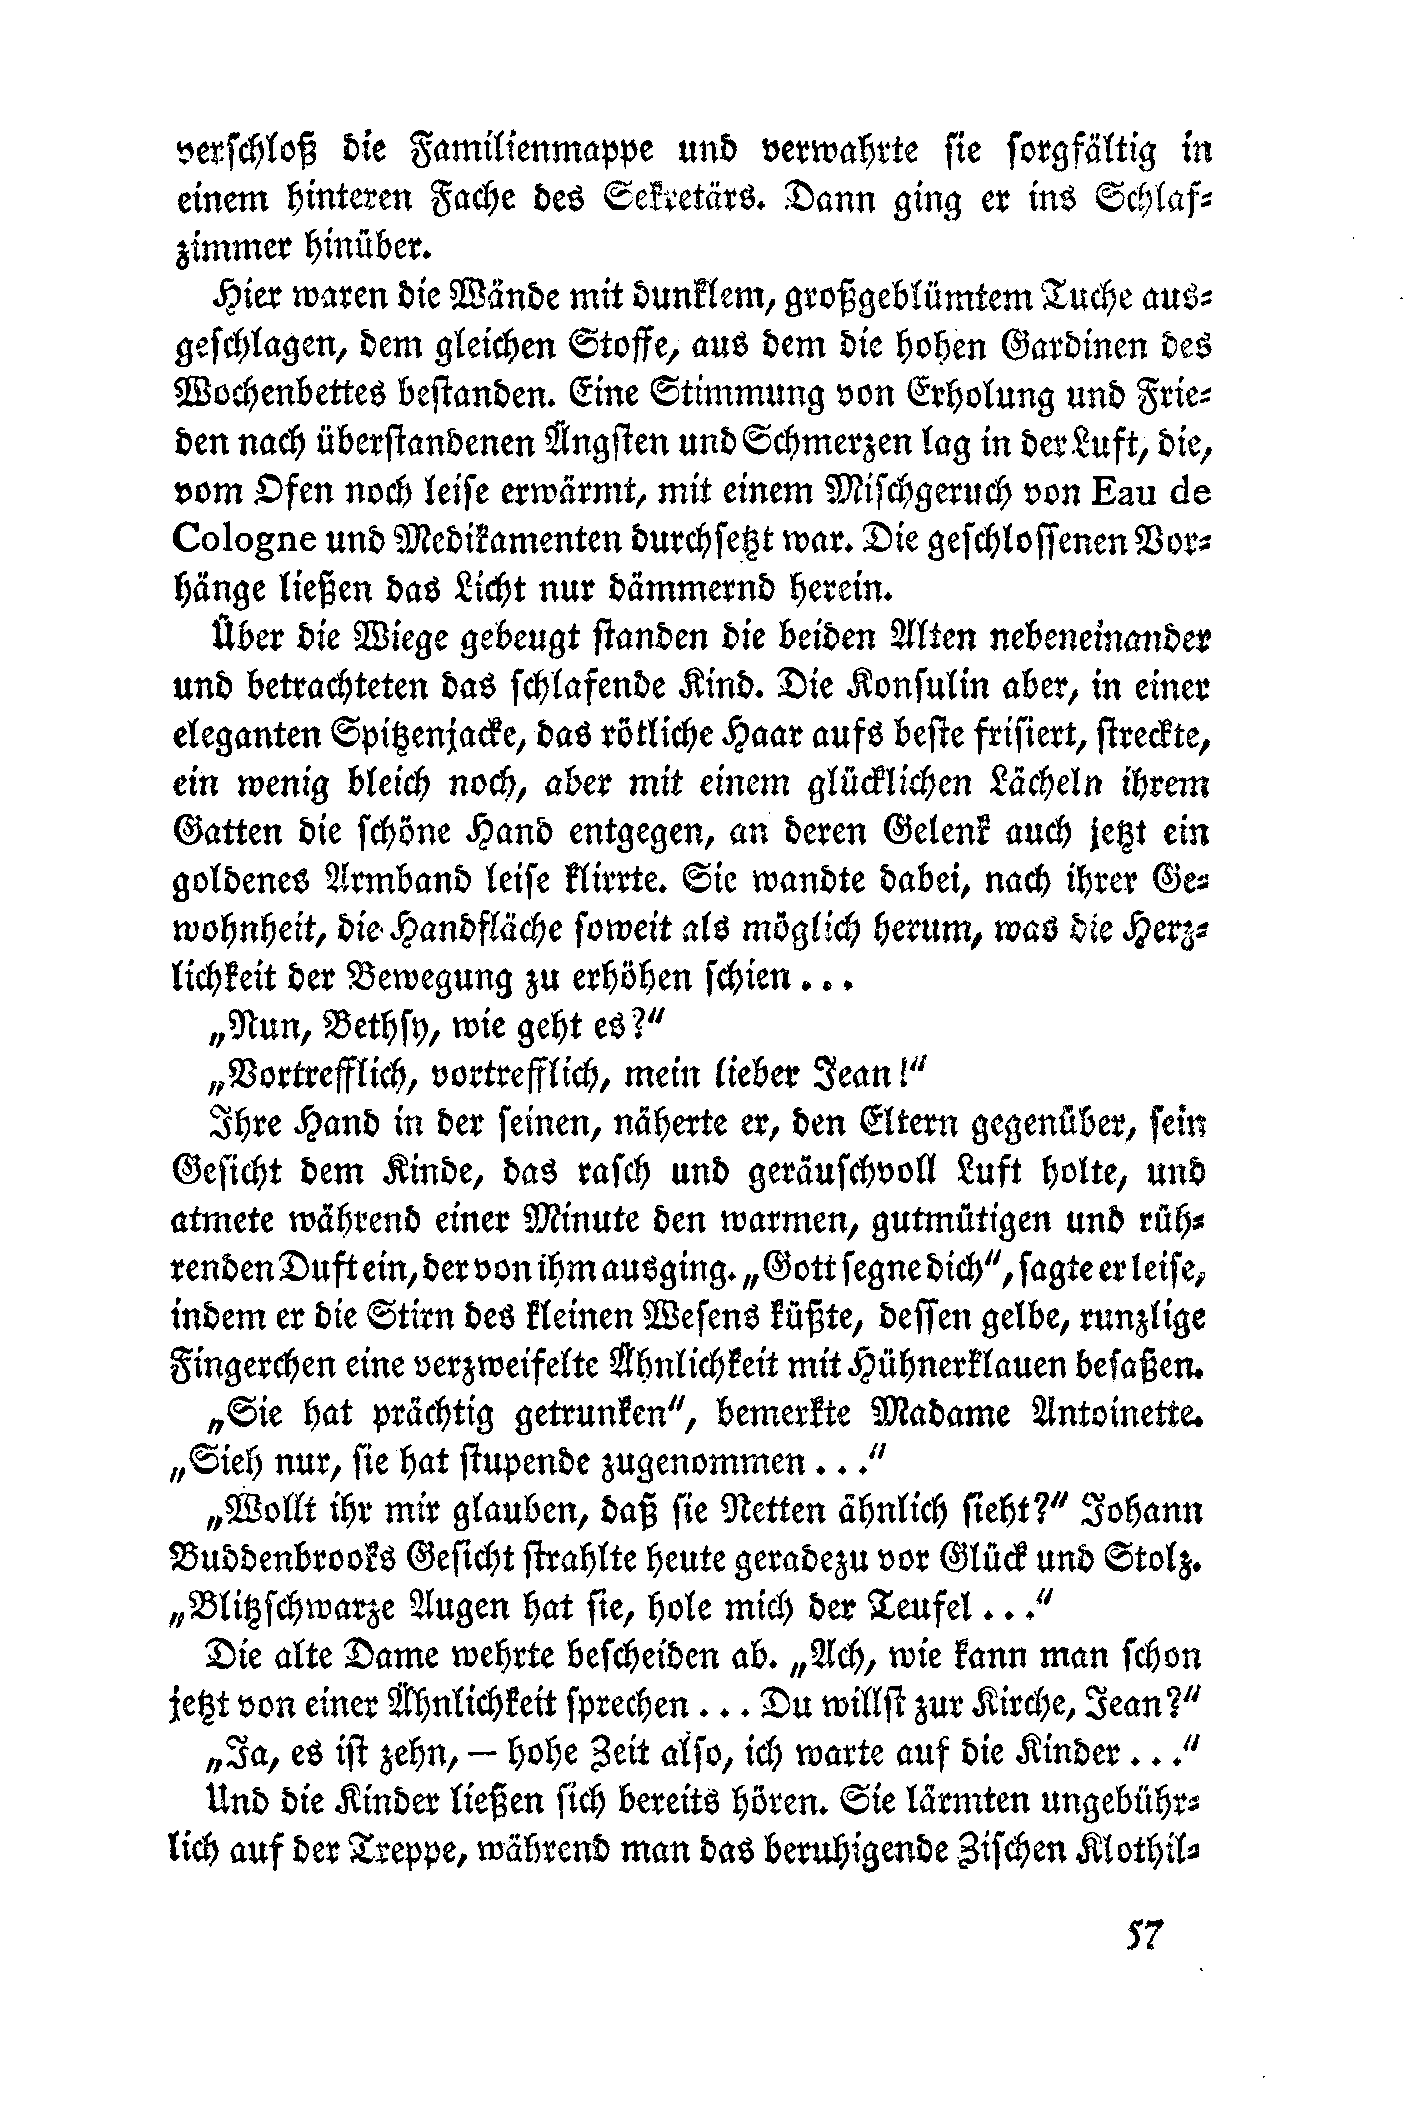 verschloß die Familienmappe und verwahrte sie sorgfältig in
einem hinteren Fache des Sekretärs. Dann ging er ins Schlaf-
zimmer hinüber.
Hier waren die Wände mit dunklem, großgeblümtem Tuche aus-
geschlagen, dem gleichen Stoffe, aus dem die hohen Gardinen des
Wochenbettes bestanden. Eine Stimmung von Erholung und Frie-
den nach überstandenen Ängsten und Schmerzen lag in der Luft, die,
vom Ofen noch leise erwärmt, mit einem Mischgeruch von Eau de
Cologne und Medikamenten durchsetzt war. Die geschlossenen Vor-
hänge ließen das Licht nur dämmernd herein.
Über die Wiege gebeugt standen die beiden Alten nebeneinander
und betrachteten das schlafende Kind. Die Konsulin aber, in einer
eleganten Spitzenjacke, das rötliche Haar aufs beste frisiert, streckte,
ein wenig bleich noch, aber mit einem glücklichen Lächeln ihrem
Gatten die schöne Hand entgegen, an deren Gelenk auch jetzt ein
goldenes Armband leise klirrte. Sie wandte dabei, nach ihrer Ge-
wohnheit, die Handfläche soweit als möglich herum, was die Herz-
lichkeit der Bewegung zu erhöhen schien . . .
„Nun, Bethsy, wie geht es?“
„Vortrefflich, vortrefflich, mein lieber Jean!“
Ihre Hand in der seinen, näherte er, den Eltern gegenüber, sein
Gesicht dem Kinde, das rasch und geräuschvoll Luft holte, und
atmete während einer Minute den warmen, gutmütigen und rüh-
renden Duft ein, der von ihm ausging. „Gott segne dich“, sagte er leise,
indem er die Stirn des kleinen Wesens küßte, dessen gelbe, runzlige
Fingerchen eine verzweifelte Ähnlichkeit mit Hühnerklauen besaßen.
„Sie hat prächtig getrunken“, bemerkte Madame Antoinette.
„Sieh nur, sie hat stupende zugenommen . . .“
„Wollt ihr mir glauben, daß sie Netten ähnlich sieht?“ Johann
Buddenbrooks Gesicht strahlte heute geradezu vor Glück und Stolz.
„Blitzschwarze Augen hat sie, hole mich der Teufel . . .“
Die alte Dame wehrte bescheiden ab. „Ach, wie kann man schon
jetzt von einer Ähnlichkeit sprechen . . . Du willst zur Kirche, Jean?“
„Ja, es ist zehn, — hohe Zeit also, ich warte auf die Kinder . . .“
Und die Kinder ließen sich bereits hören. Sie lärmten ungebühr-
lich auf der Treppe, während man das beruhigende Zischen Klothil-
57